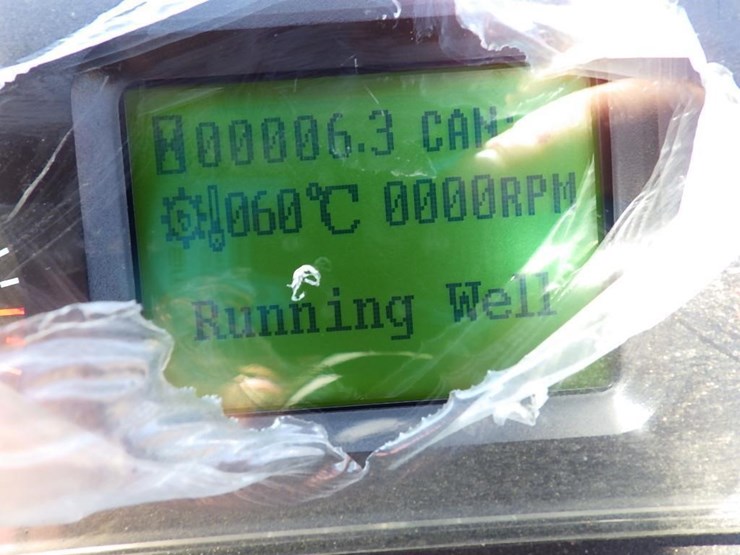 00006.3 CAN
060℃ 0000RPM
Running Well